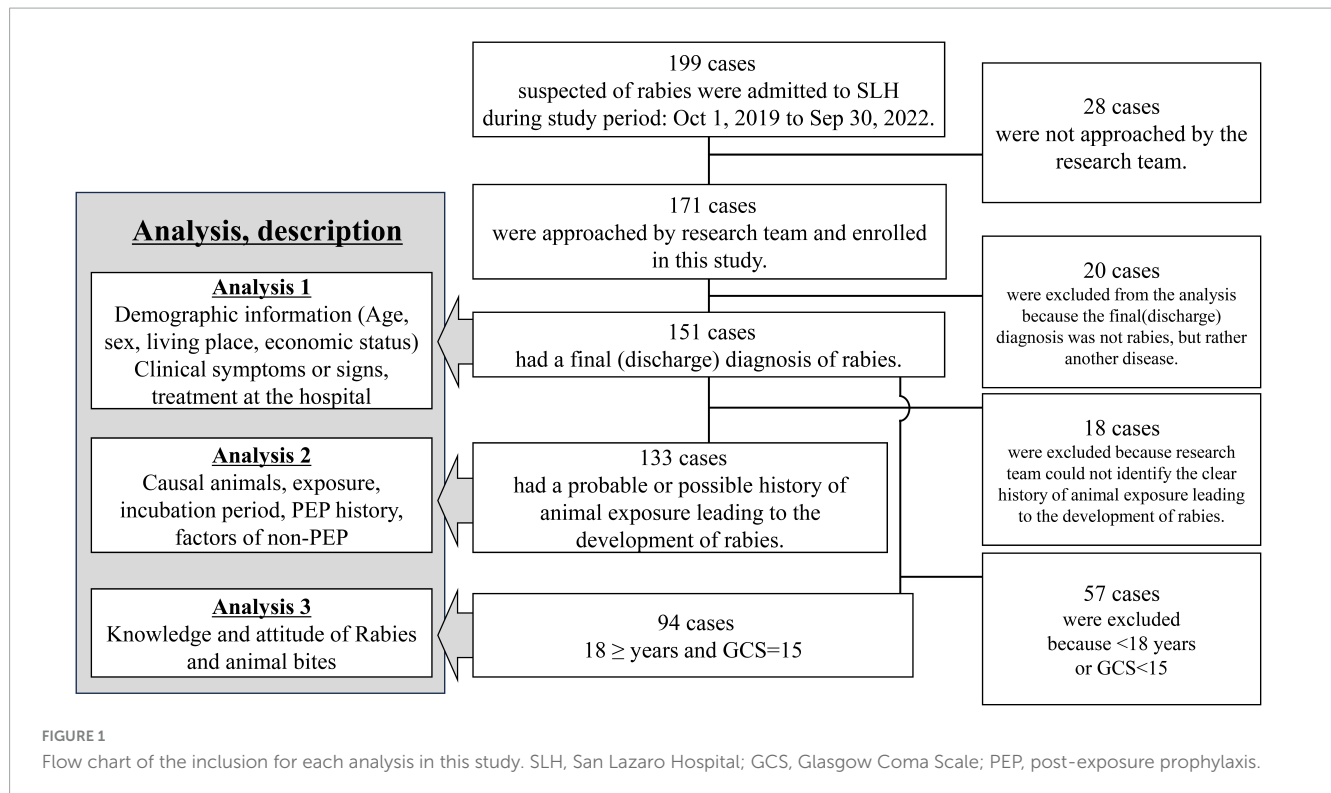 199 cases
suspected of rabies were admitted to SLH
during study period: Oct 1, 2019 to Sep 30, 2022.
28 cases
were not approached by the
research team.
171 cases
were approached by research team and enrolled
in this study.
20 cases
were excluded from the analysis
because the final(discharge)
diagnosis was not rabies, but rather
another disease.
Analysis, description
Analysis 1
Demographic information (Age,
sex, living place, economic status)
Clinical symptoms or signs,
treatment at the hospital
151 cases
had a final (discharge) diagnosis of rabies.
18 cases
were excluded because research
team could not identify the clear
history of animal exposure leading
to the development of rabies.
Analysis 2
Causal animals, exposure,
incubation period, PEP history,
factors of non-PEP
133 cases
had a probable or possible history of
animal exposure leading to the
development of rabies.
57 cases
were excluded
because <18 years
or GCS<15
Analysis 3
Knowledge and attitude of Rabies
and animal bites
94 cases
18 ≥ years and GCS=15
FIGURE 1
Flow chart of the inclusion for each analysis in this study. SLH, San Lazaro Hospital; GCS, Glasgow Coma Scale; PEP, post-exposure prophylaxis.